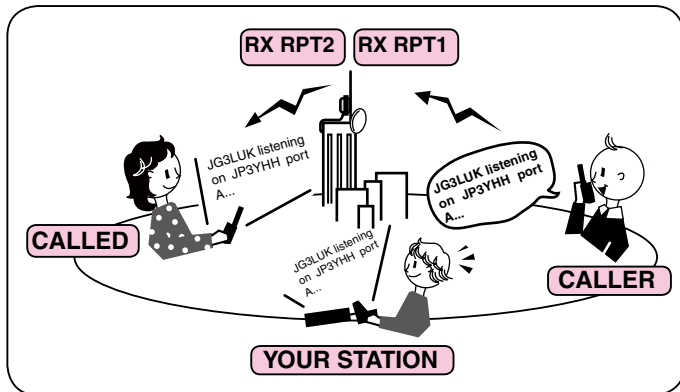 RX RPT2
RX RPT1
JG3LUK listening
on JP3YHH port
A...
JG3LUK listening
on JP3YHH port
A...
CALLED
JG3LUK listening
on JP3YHH port
A...
CALLER
YOUR STATION